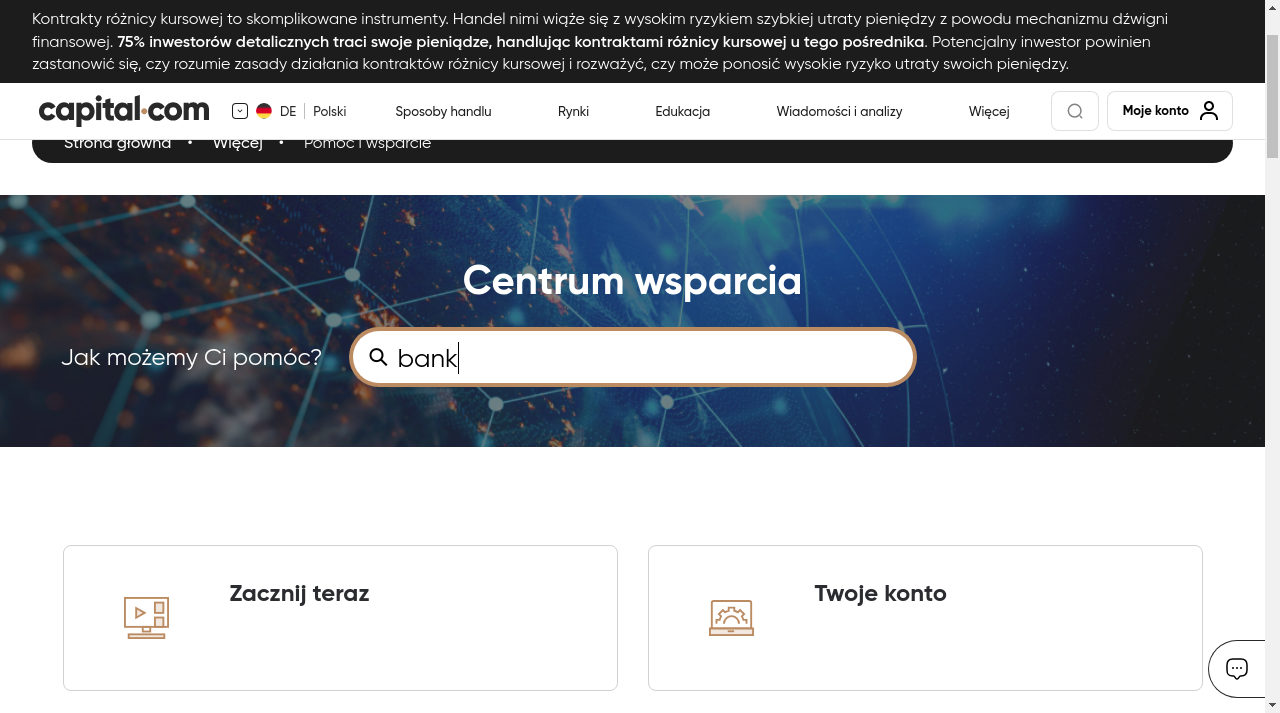 Kontrakty różnicy kursowej to skomplikowane instrumenty. Handel nimi wiąże się z wysokim ryzykiem szybkiej utraty pieniędzy z powodu mechanizmu dźwigni
finansowej. 75% inwestorów detalicznych traci swoje pieniądze, handlując kontraktami różnicy kursowej u tego pośrednika. Potencjalny inwestor powinien
zastanowić się, czy rozumie zasady działania kontraktów różnicy kursowej i rozważyć, czy może ponosić wysokie ryzyko utraty swoich pieniędzy.
capital.com DE Polski Sposoby handlu Rynki Edukacja Wiadomości i analizy Więcej Moje konto
Strona główna • Więcej • Pomoc i wsparcie
Centrum wsparcia
Jak możemy Ci pomóc? bank
Zacznij teraz Twoje konto